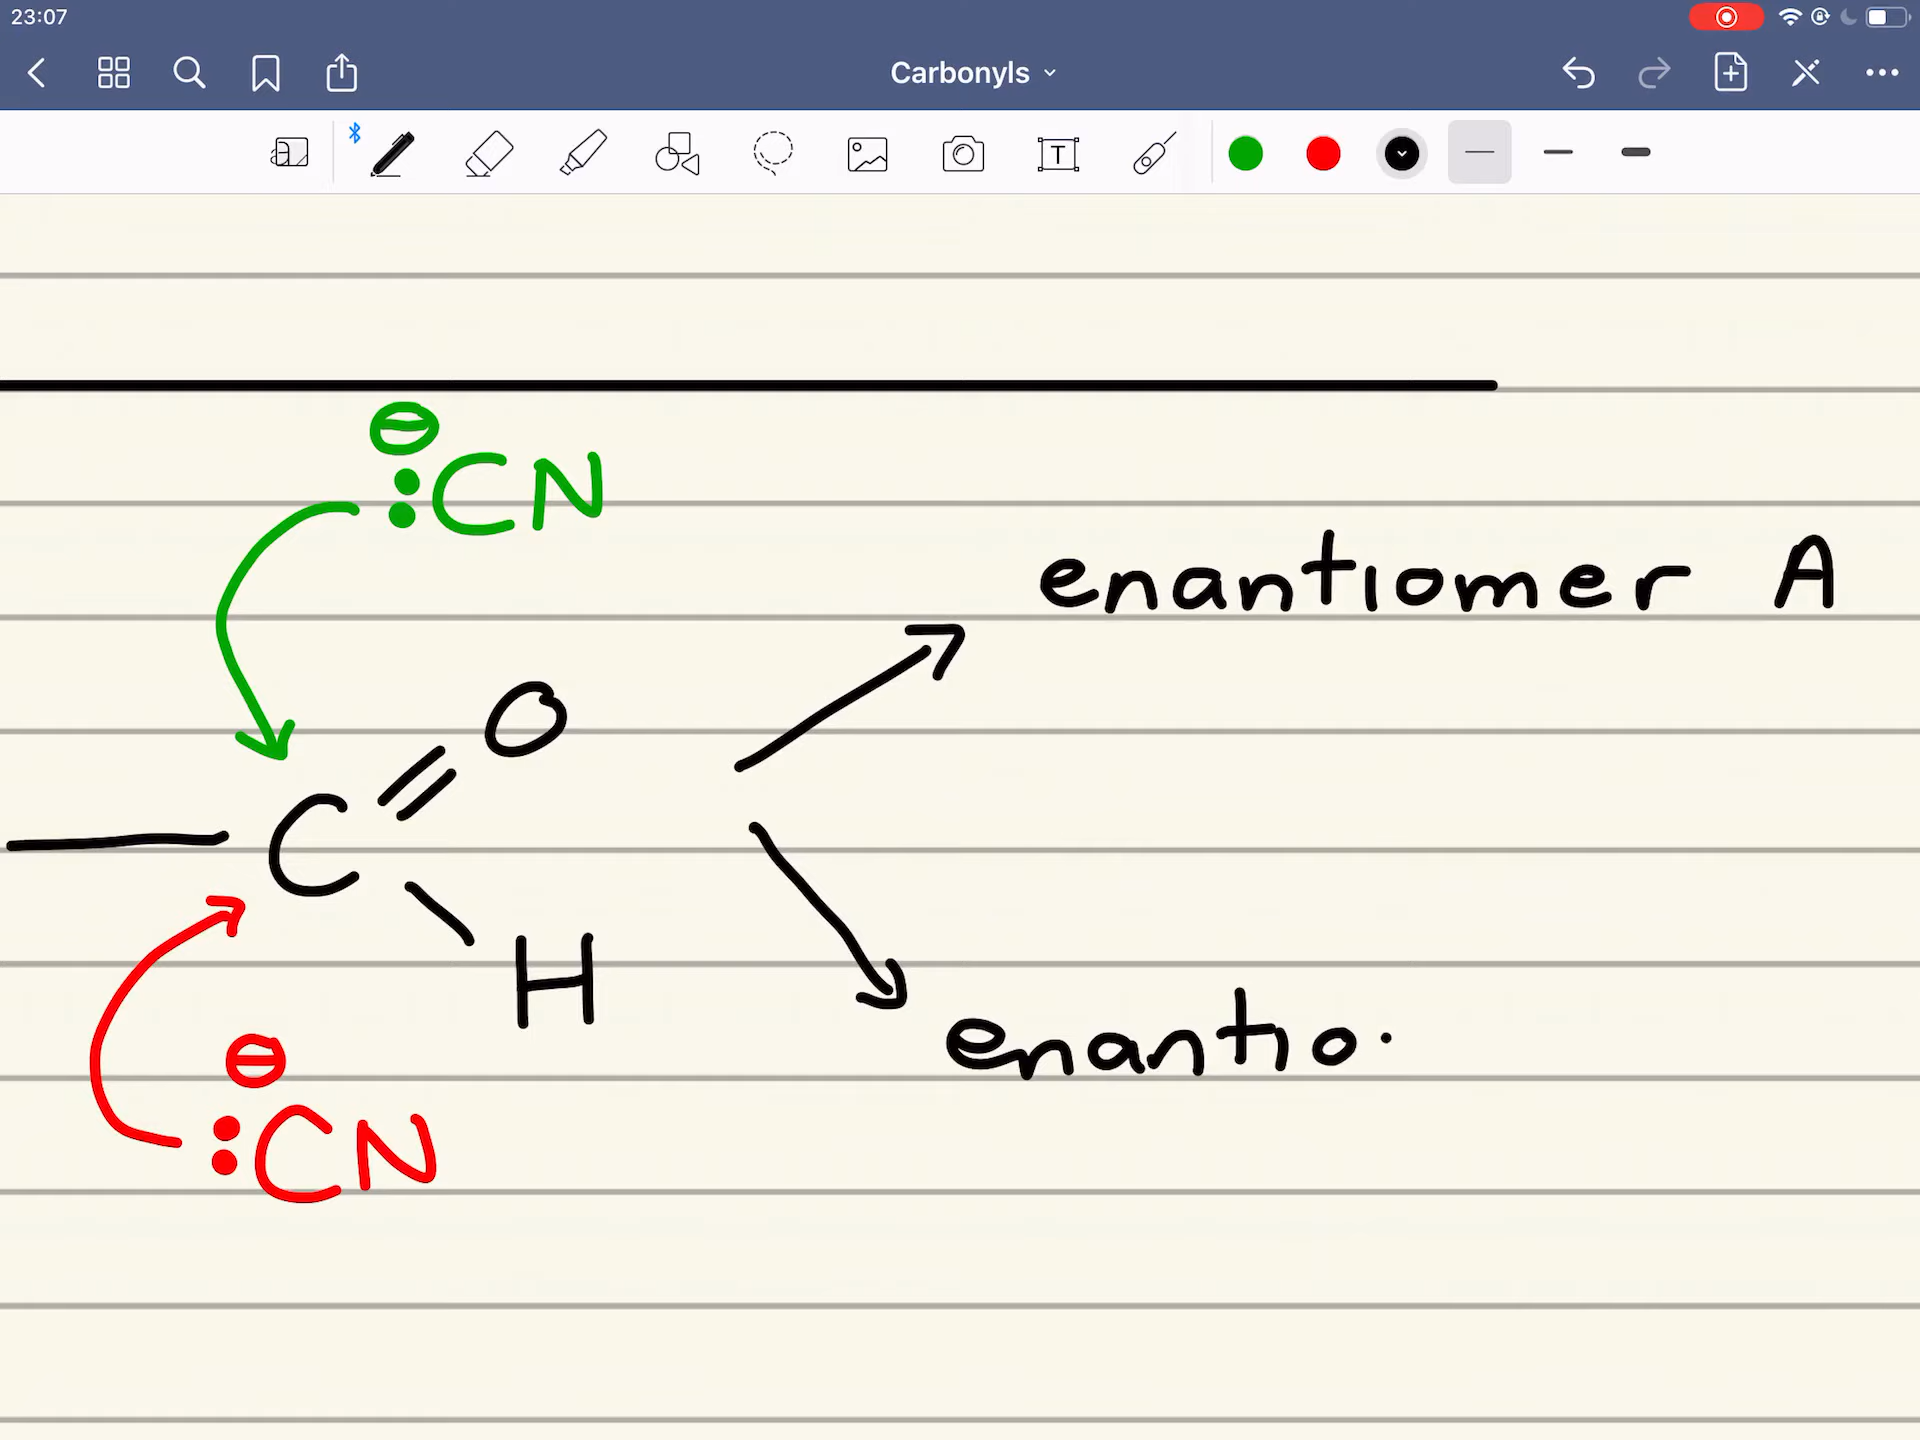 23:07
Carbonyls
a
T
⊖
:CN
enantiomer A
O
C
H
enantio.
⊖
:CN